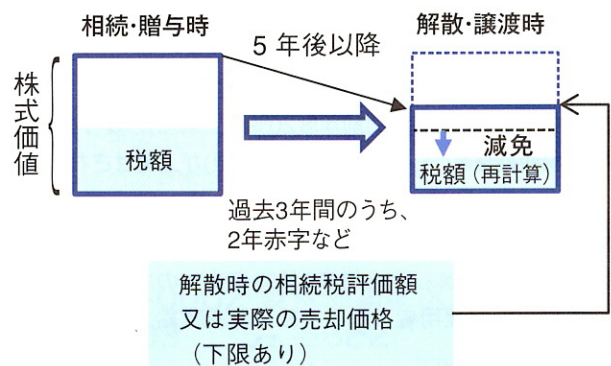 相続・贈与時
解散・譲渡時
5年後以降
株式価値
税額
減免
税額(再計算)
過去3年間のうち、
2年赤字など
解散時の相続税評価額
又は実際の売却価格
(下限あり)